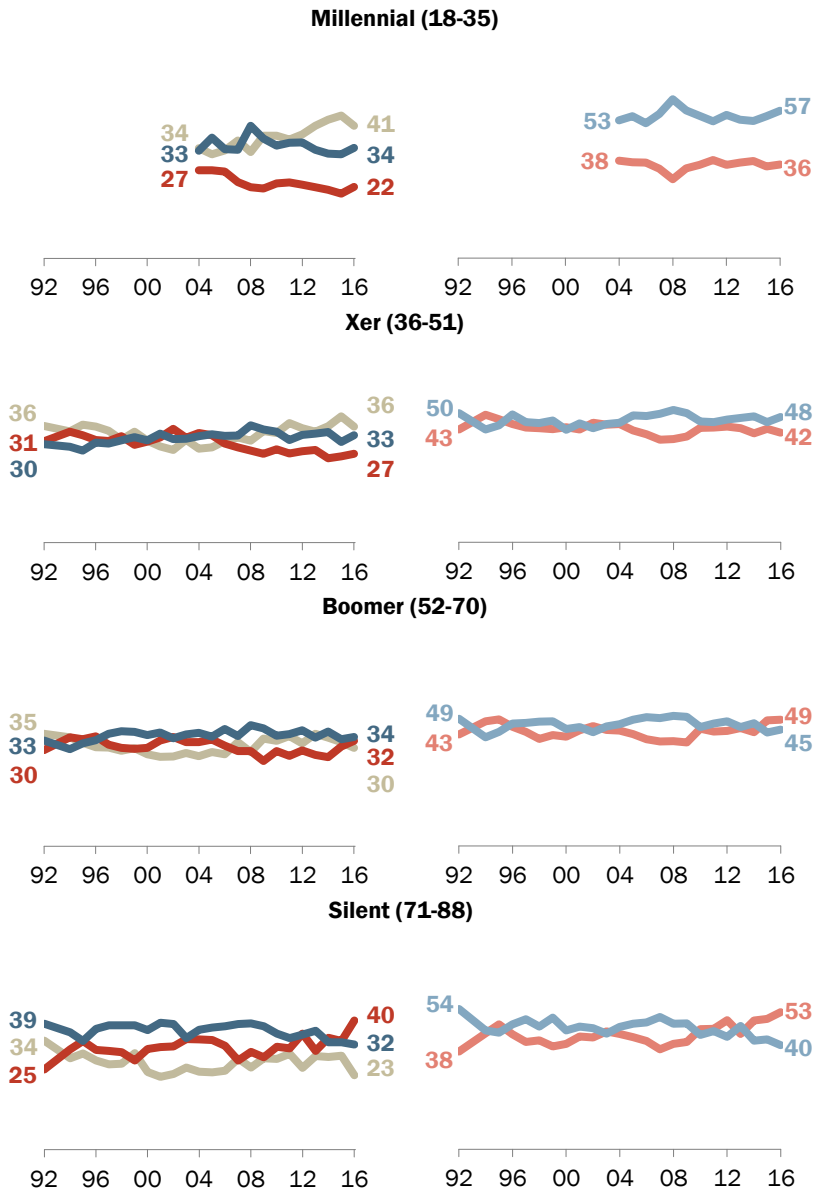 Millennial (18-35)
34 41 53 57
33 34 38 36
27 22
92 96 00 04 08 12 16 92 96 00 04 08 12 16
Xer (36-51)
36 36 50 48
31 33 43 42
30 27
92 96 00 04 08 12 16 92 96 00 04 08 12 16
Boomer (52-70)
35 34 49 49
33 32 43 45
30 30
92 96 00 04 08 12 16 92 96 00 04 08 12 16
Silent (71-88)
39 40 54 53
34 32 38 40
25 23
92 96 00 04 08 12 16 92 96 00 04 08 12 16